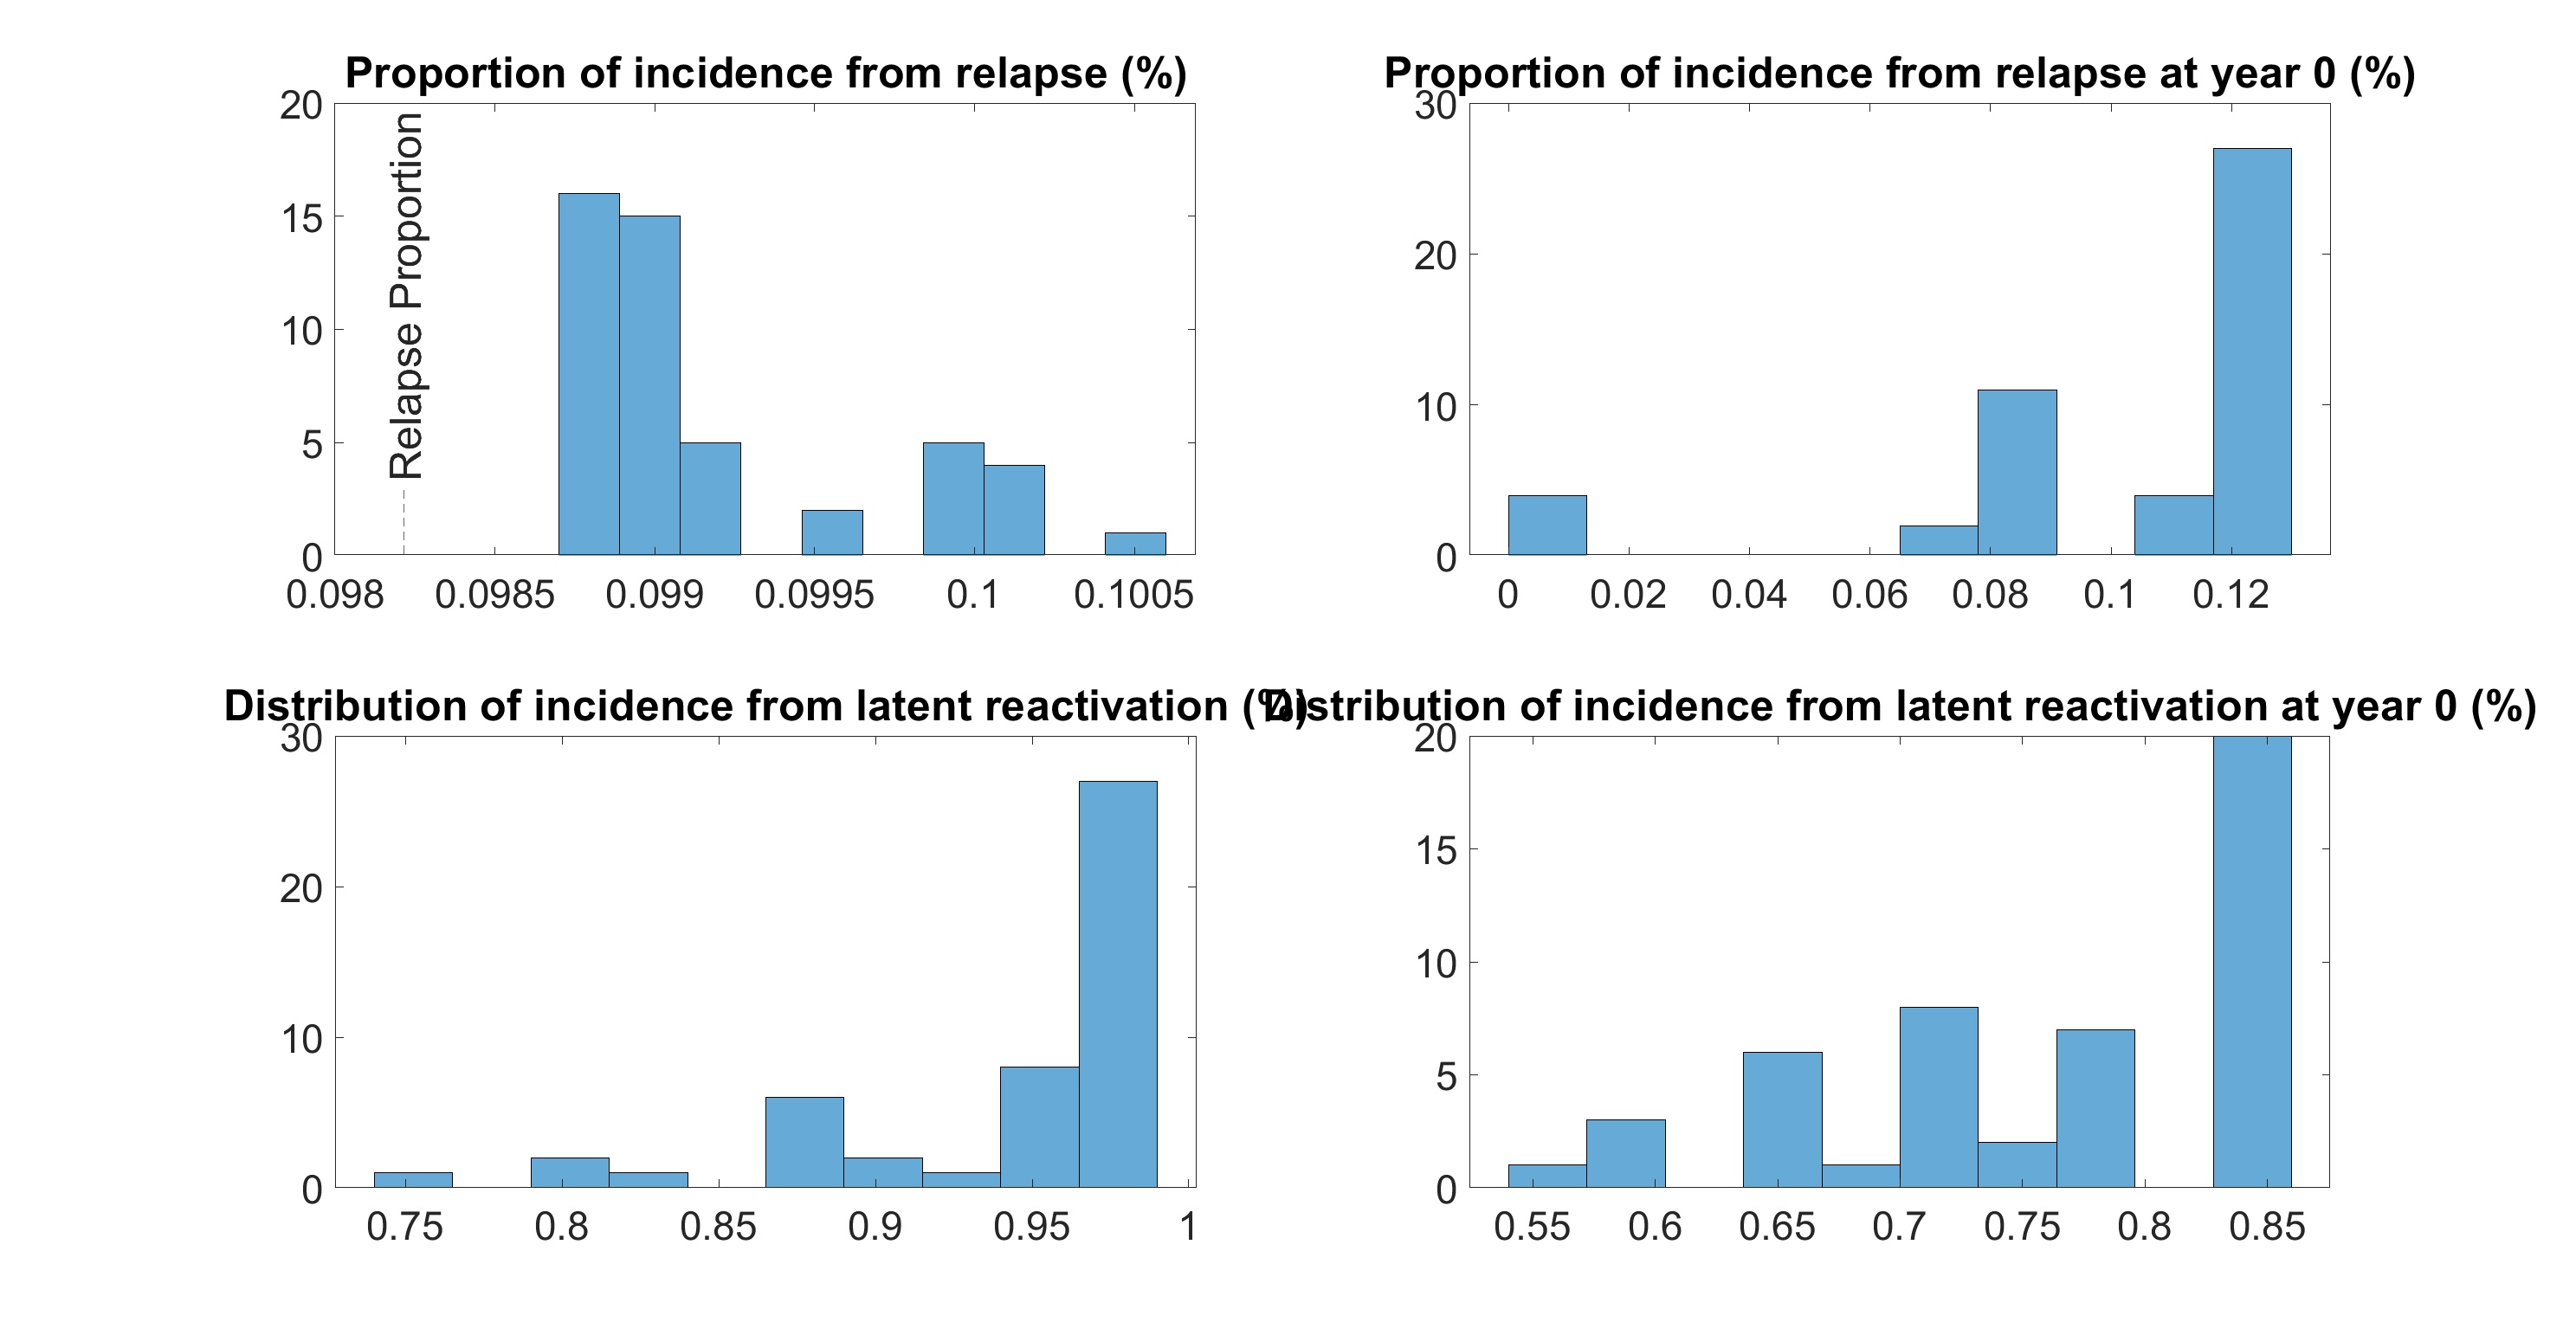 Proportion of incidence from relapse (%)
20
15
10
5
0
Relapse Proportion
0.098 0.0985 0.099 0.0995 0.1 0.1005
Proportion of incidence from relapse at year 0 (%)
30
20
10
0
0 0.02 0.04 0.06 0.08 0.1 0.12
Distribution of incidence from latent reactivation (%)
30
20
10
0
0.75 0.8 0.85 0.9 0.95 1
Distribution of incidence from latent reactivation at year 0 (%)
20
15
10
5
0
0.55 0.6 0.65 0.7 0.75 0.8 0.85